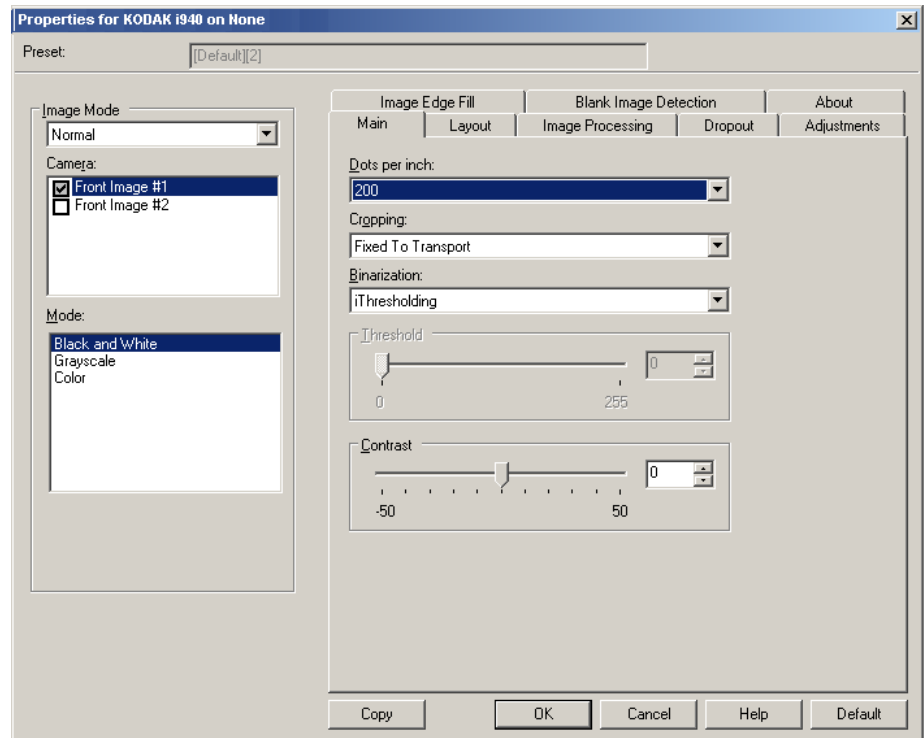 Properties for KODAK i940 on None
Preset:
[Default][2]
Image Mode
Normal
Camera:
Front Image #1
Front Image #2
Mode:
Black and White
Grayscale
Color
Image Edge Fill
Blank Image Detection
About
Main
Layout
Image Processing
Dropout
Adjustments
Dots per inch:
200
Cropping:
Fixed To Transport
Binarization:
iThresholding
Threshold
0
0
255
Contrast
0
-50
50
Copy
OK
Cancel
Help
Default